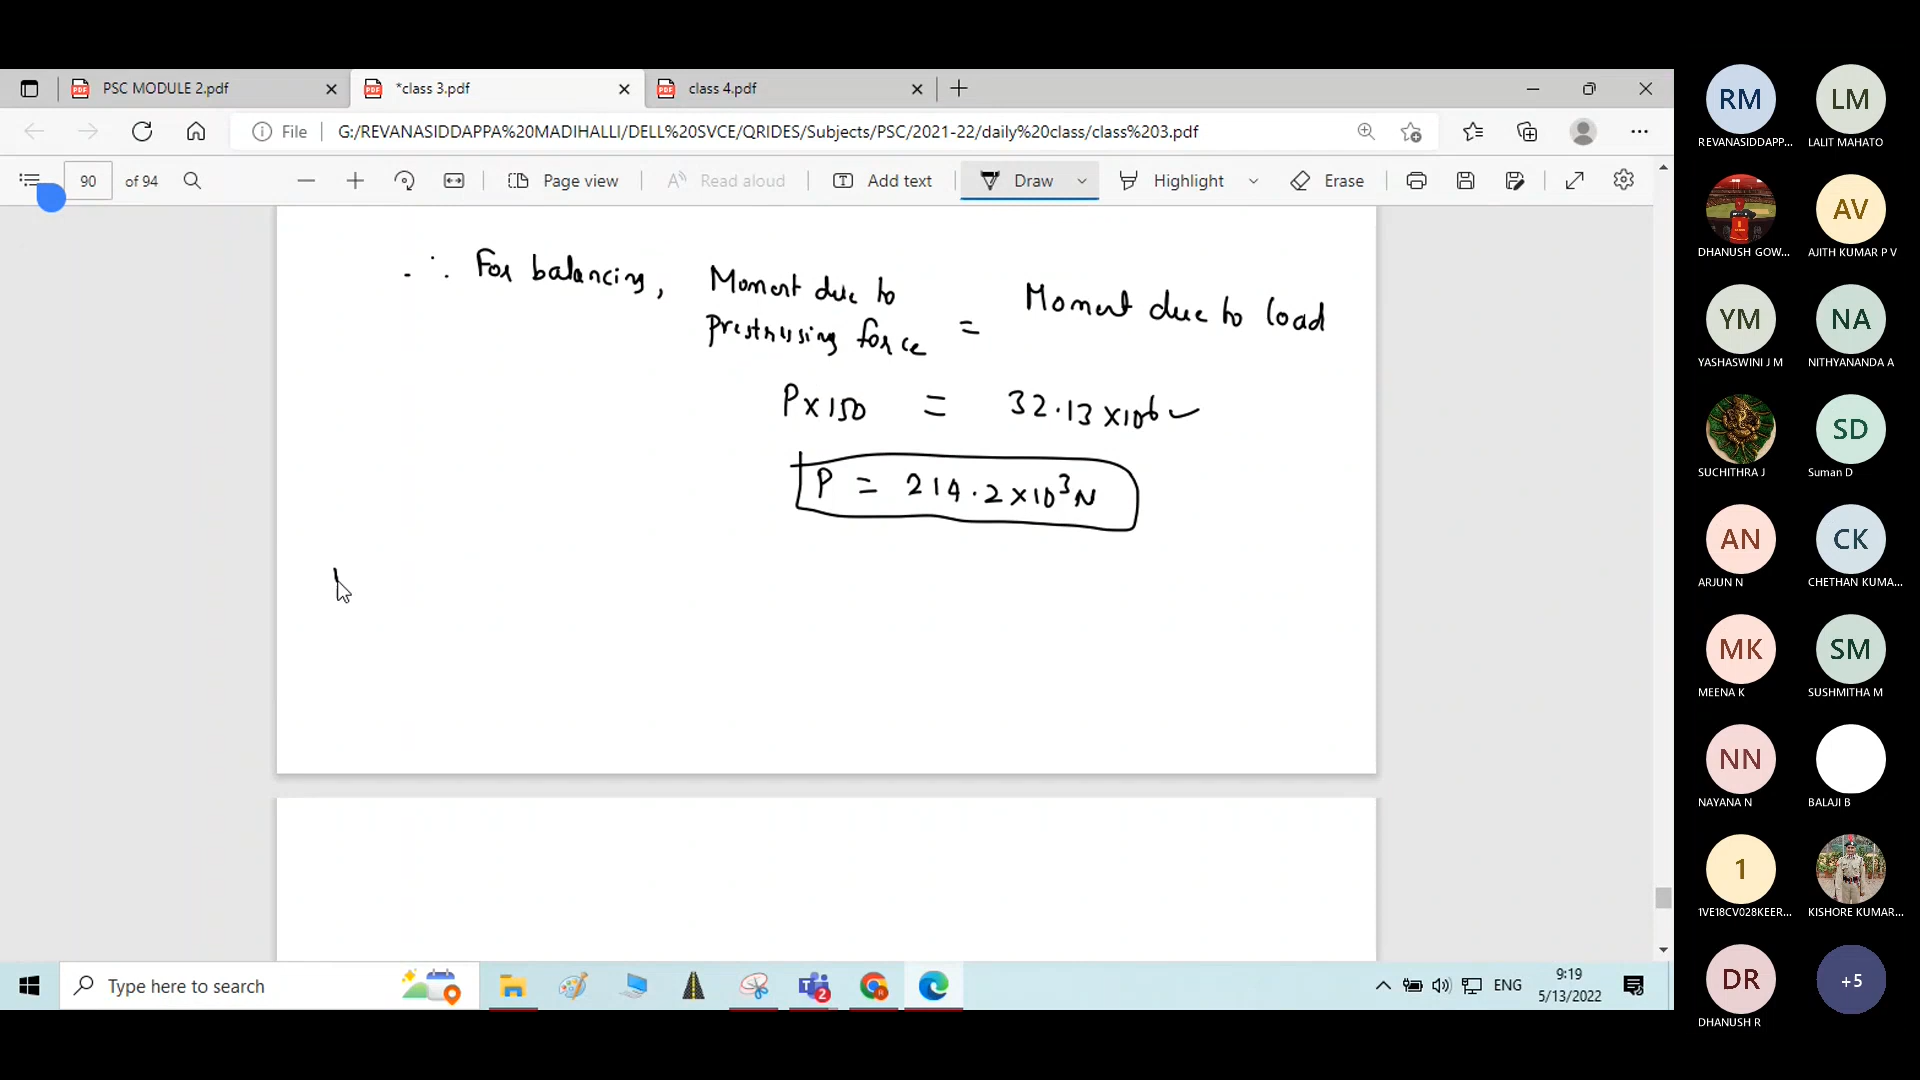 PSC MODULE 2.pdf
*class 3.pdf
class 4.pdf
File
G:/REVANASIDDAPPA%20MADIHALLI/DELL%20SVCE/QRIDES/Subjects/PSC/2021-22/daily%20class/class%203.pdf
90 of 94
Page view
Read aloud
Add text
Draw
Highlight
Erase
∴ For balancing, Moment due to prestressing force = Moment due to load
P x 150 = 32.13 x 10⁶
P = 214.2 x 10³ N
Type here to search
2
ENG
9:19
5/13/2022
RM
REVANASIDDAPP...
LM
LALIT MAHATO
DHANUSH GOW...
AV
AJITH KUMAR P V
YM
YASHASWINI J M
NA
NITHYANANDA A
SUCHITHRA J
SD
Suman D
AN
ARJUN N
CK
CHETHAN KUMA...
MK
MEENA K
SM
SUSHMITHA M
NN
NAYANA N
BALAJI B
1
1VE18CV028KEER...
KISHORE KUMAR...
DR
DHANUSH R
+5